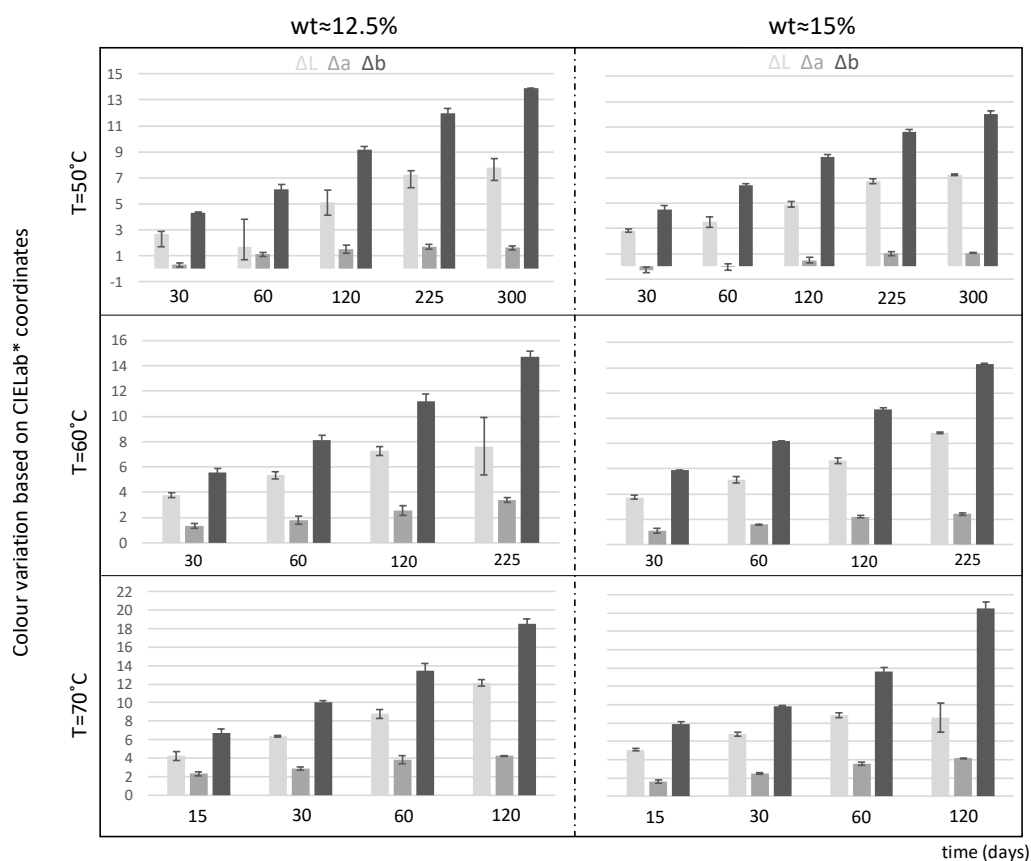 wt≈12.5%
wt≈15%
Colour variation based on CIELab* coordinates
T=50˚C
ΔL Δa Δb
15
13
11
9
7
5
3
1
-1
30 60 120 225 300
ΔL Δa Δb
30 60 120 225 300
T=60˚C
16
14
12
10
8
6
4
2
0
30 60 120 225
30 60 120 225
T=70˚C
22
20
18
16
14
12
10
8
6
4
2
0
15 30 60 120
15 30 60 120
time (days)